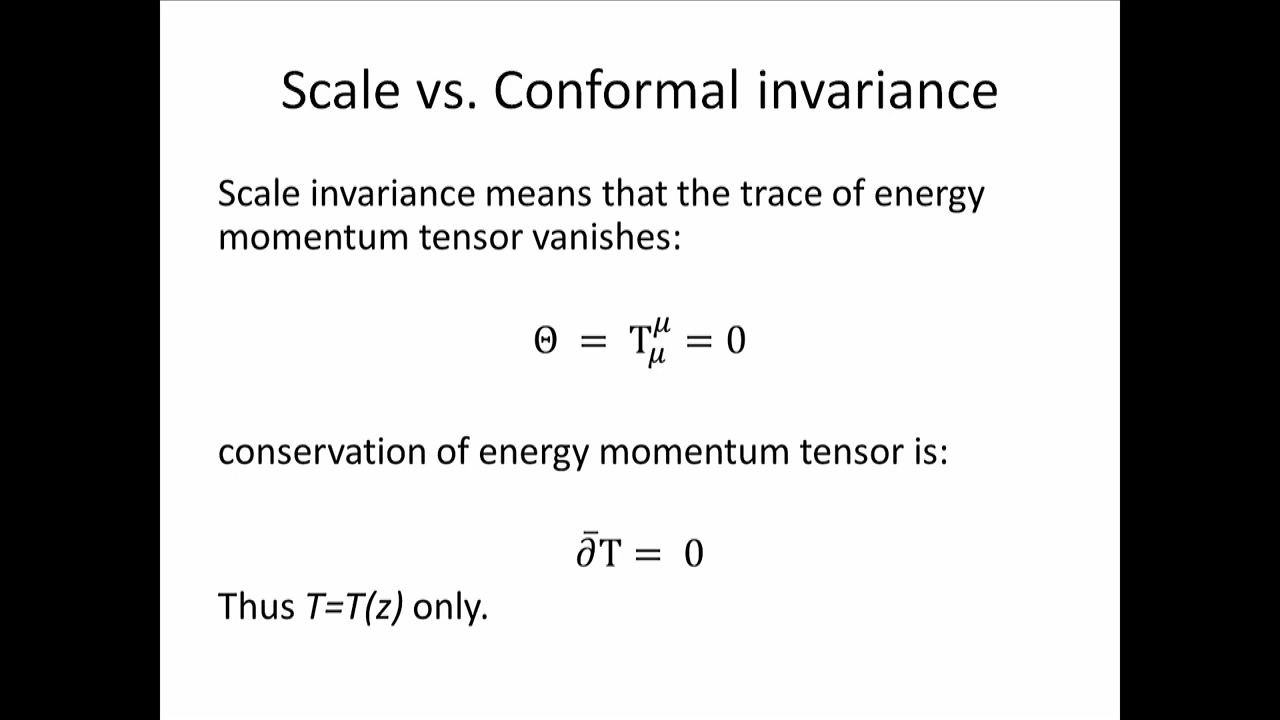 Scale vs. Conformal invariance
Scale invariance means that the trace of energy
momentum tensor vanishes:
Θ = T^μ_μ = 0
conservation of energy momentum tensor is:
∂̄T = 0
Thus T=T(z) only.